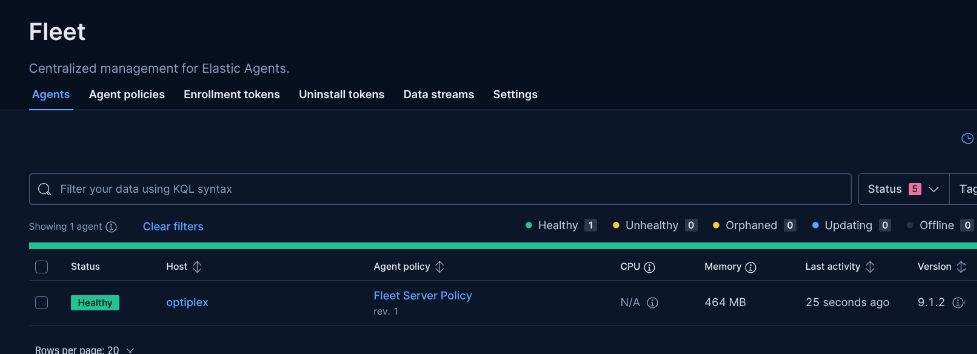 Fleet
Centralized management for Elastic Agents.
Agents Agent policies Enrollment tokens Uninstall tokens Data streams Settings
Filter your data using KQL syntax Status 5
Showing 1 agent Clear filters Healthy 1 Unhealthy 0 Orphaned 0 Updating 0 Offline 0
Status Host Agent policy CPU Memory Last activity Version
Healthy optiplex Fleet Server Policy N/A 464 MB 25 seconds ago 9.1.2
rev. 1
Rows per page: 20